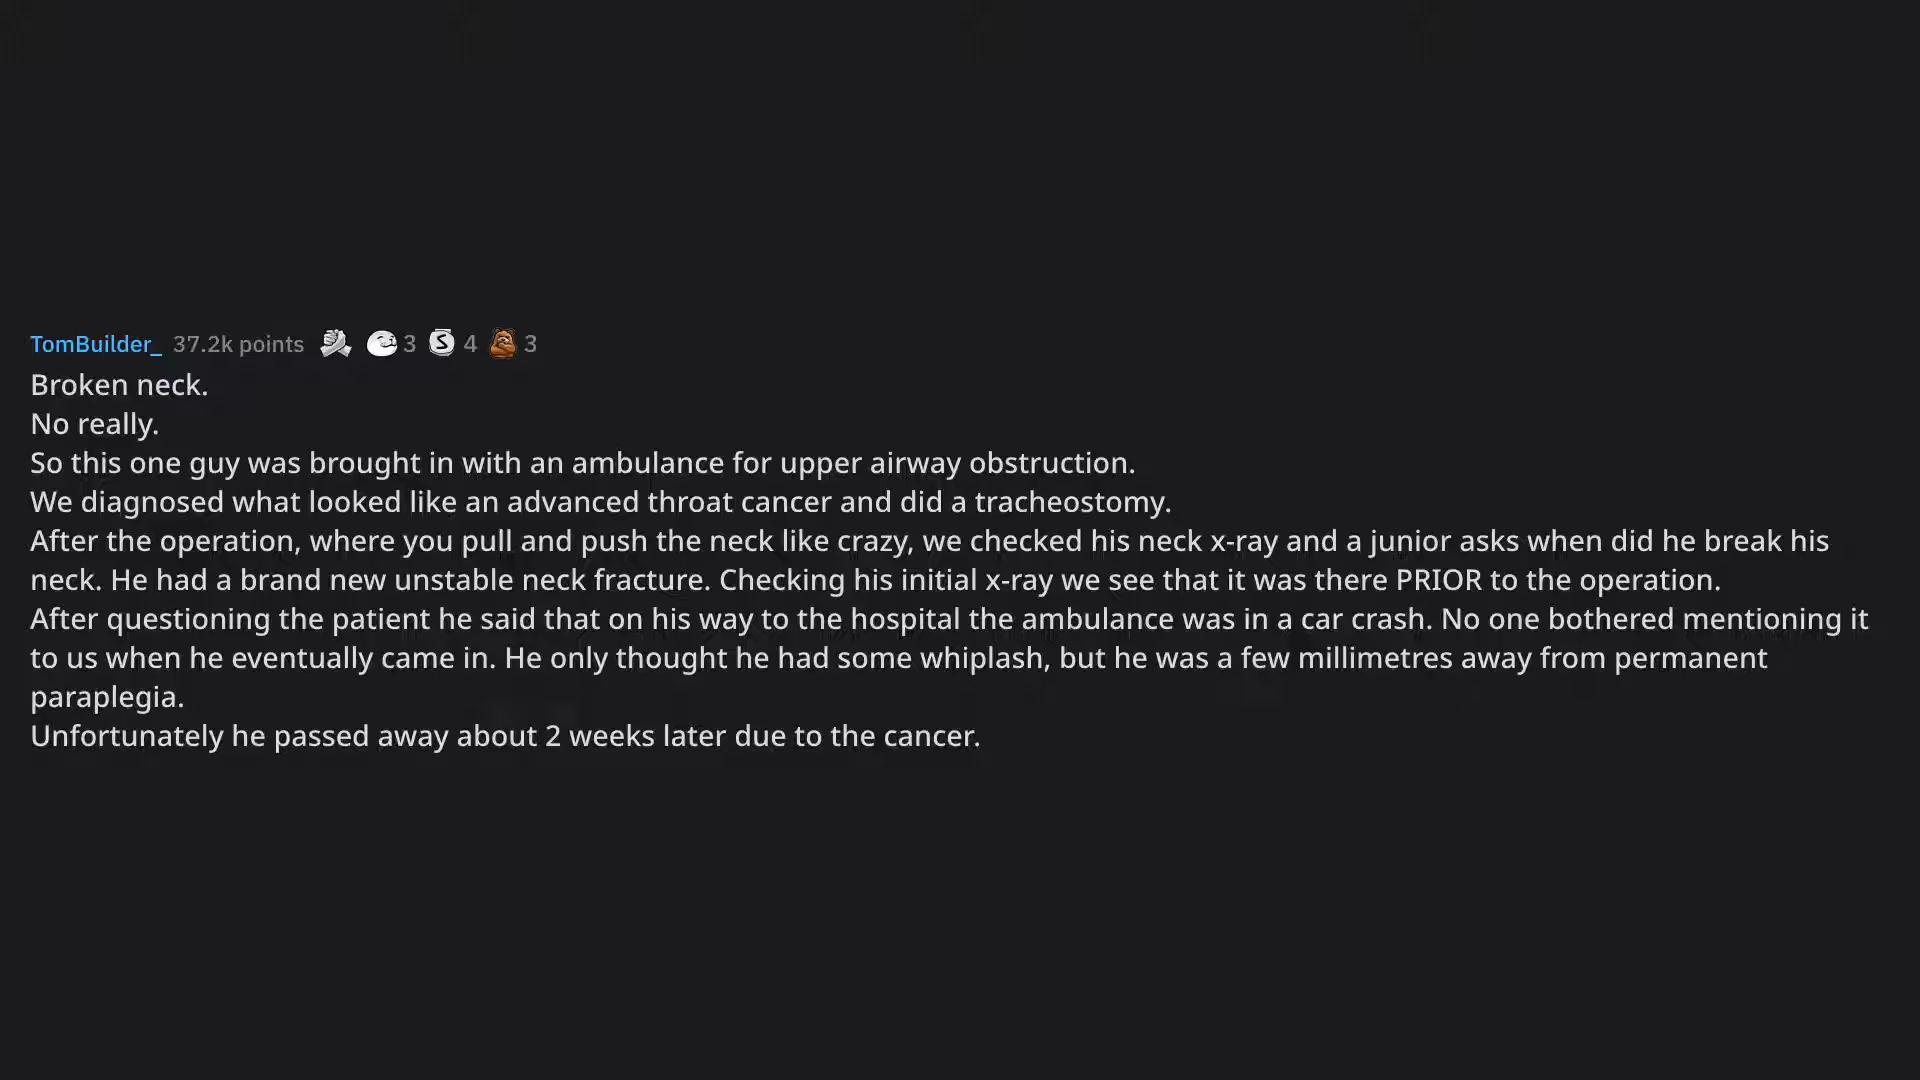 TomBuilder_ 37.2k points 3 S 4 3
Broken neck.
No really.
So this one guy was brought in with an ambulance for upper airway obstruction.
We diagnosed what looked like an advanced throat cancer and did a tracheostomy.
After the operation, where you pull and push the neck like crazy, we checked his neck x-ray and a junior asks when did he break his
neck. He had a brand new unstable neck fracture. Checking his initial x-ray we see that it was there PRIOR to the operation.
After questioning the patient he said that on his way to the hospital the ambulance was in a car crash. No one bothered mentioning it
to us when he eventually came in. He only thought he had some whiplash, but he was a few millimetres away from permanent
paraplegia.
Unfortunately he passed away about 2 weeks later due to the cancer.